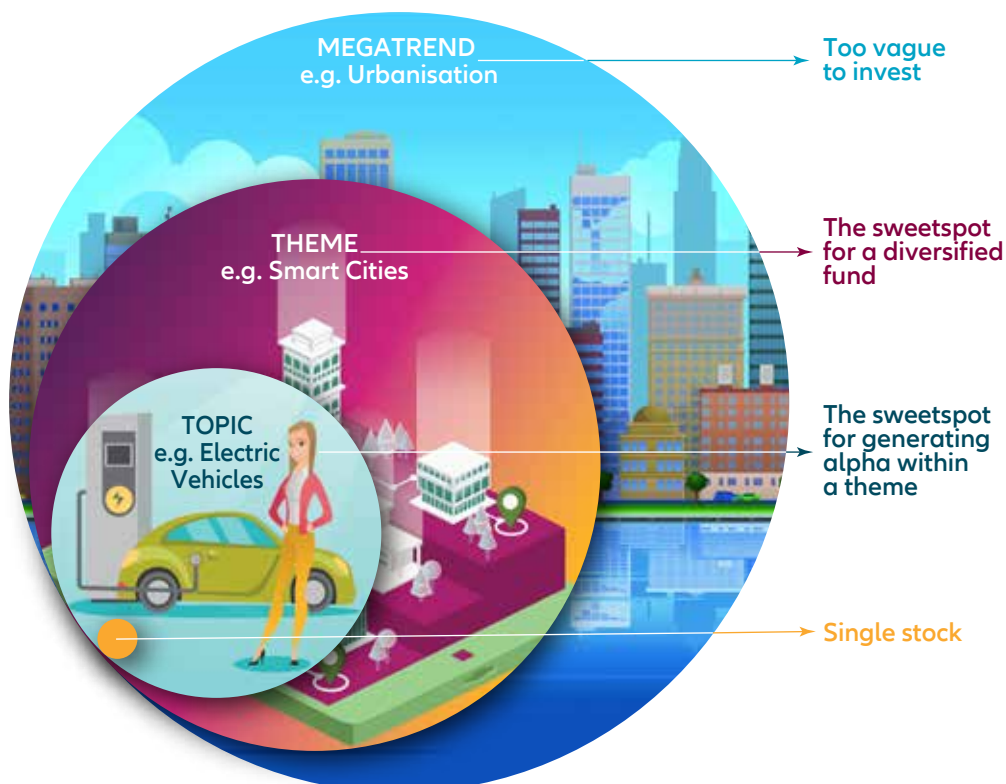 MEGATREND
e.g. Urbanisation
Too vague
to invest
THEME
e.g. Smart Cities
The sweetspot
for a diversified
fund
TOPIC
e.g. Electric
Vehicles
The sweetspot
for generating
alpha within
a theme
Single stock